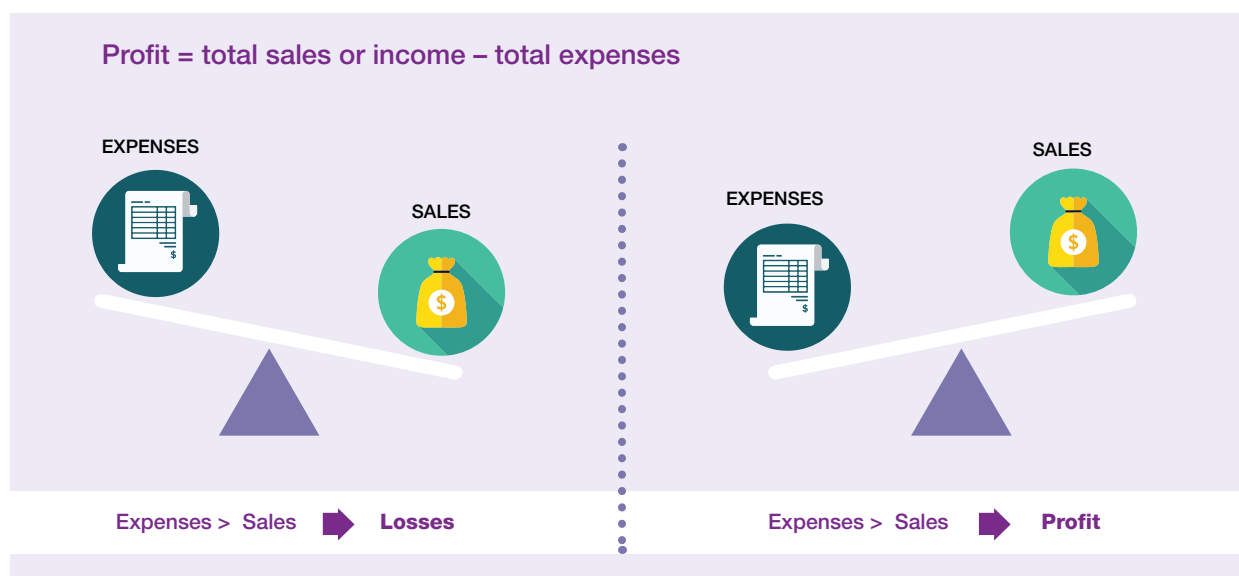 Profit = total sales or income – total expenses
EXPENSES
$
SALES
$
Expenses > Sales Losses
SALES
$
EXPENSES
$
Expenses > Sales Profit